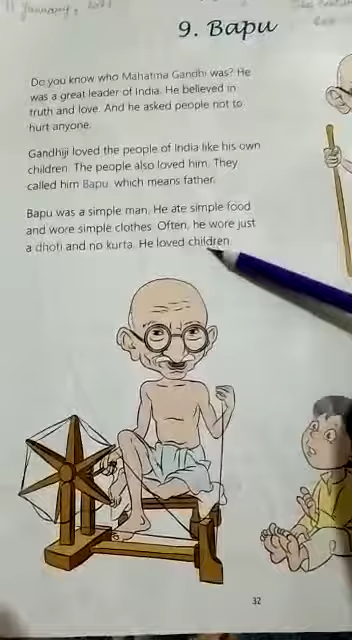 January,
9. Bapu
Do you know who Mahatma Gandhi was? He
was a great leader of India. He believed in
truth and love. And he asked people not to
hurt anyone.
Gandhiji loved the people of India like his own
children. The people also loved him. They
called him Bapu, which means father.
Bapu was a simple man. He ate simple food
and wore simple clothes. Often, he wore just
a dhoti and no kurta. He loved children.
32